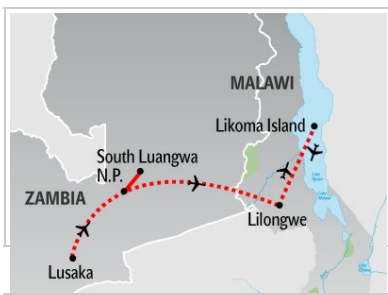 MALAWI
Likoma Island
South Luangwa
N.P.
ZAMBIA
Lilongwe
Lusaka